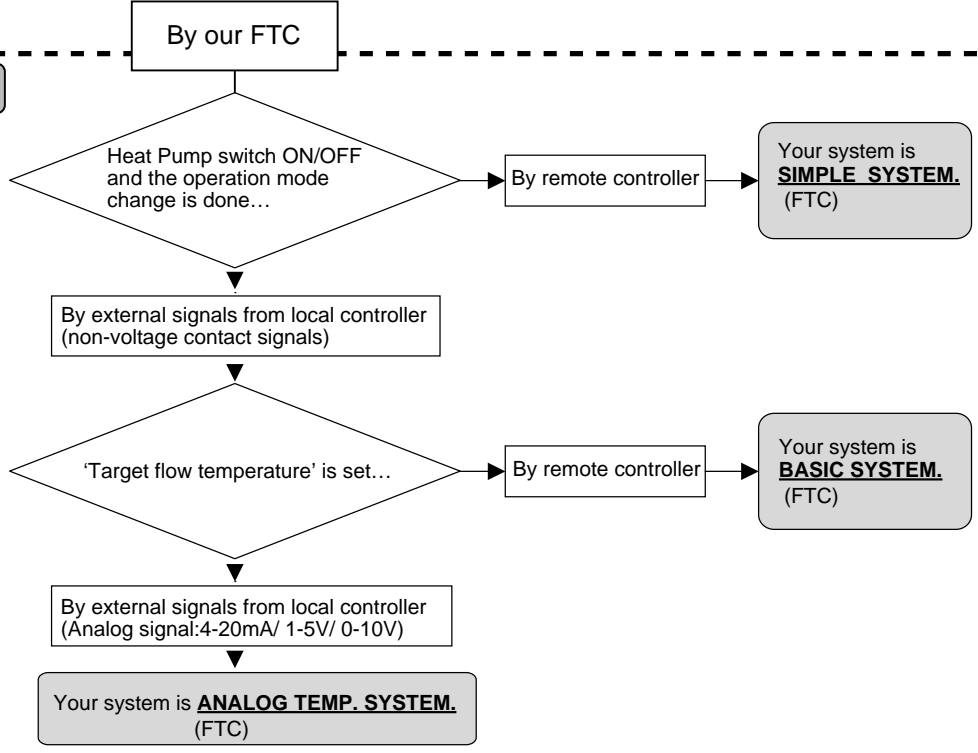 By our FTC
Heat Pump switch ON/OFF
and the operation mode
change is done…
By remote controller
Your system is
SIMPLE SYSTEM.
(FTC)
By external signals from local controller
(non-voltage contact signals)
'Target flow temperature' is set…
By remote controller
Your system is
BASIC SYSTEM.
(FTC)
By external signals from local controller
(Analog signal:4-20mA/ 1-5V/ 0-10V)
Your system is ANALOG TEMP. SYSTEM.
(FTC)